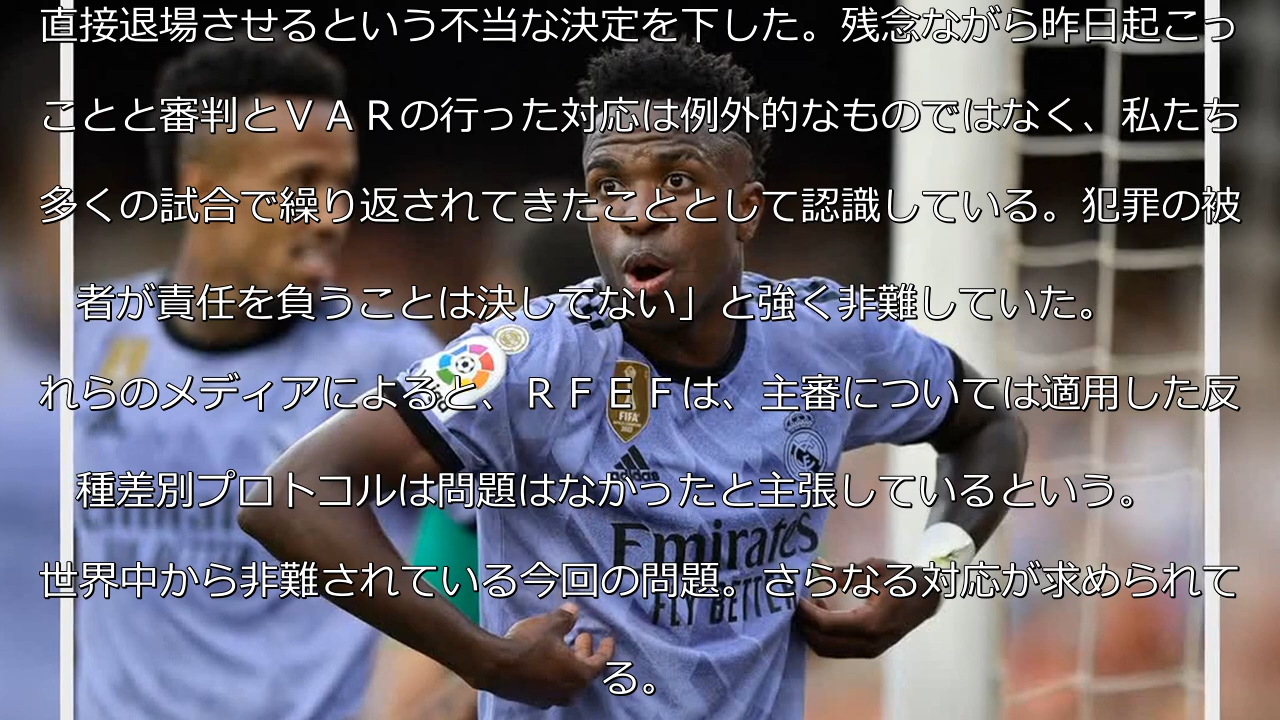 直接退場させるという不当な決定を下した。残念ながら昨日起こっ
ことと審判とＶＡＲの行った対応は例外的なものではなく、私たち
多くの試合で繰り返されてきたこととして認識している。犯罪の被
者が責任を負うことは決してない」と強く非難していた。
れらのメディアによると、ＲＦＥＦは、主審については適用した反
種差別プロトコルは問題はなかったと主張しているという。
世界中から非難されている今回の問題。さらなる対応が求められて
る。
FIFA
adidas
Emirates
FLY BETTER